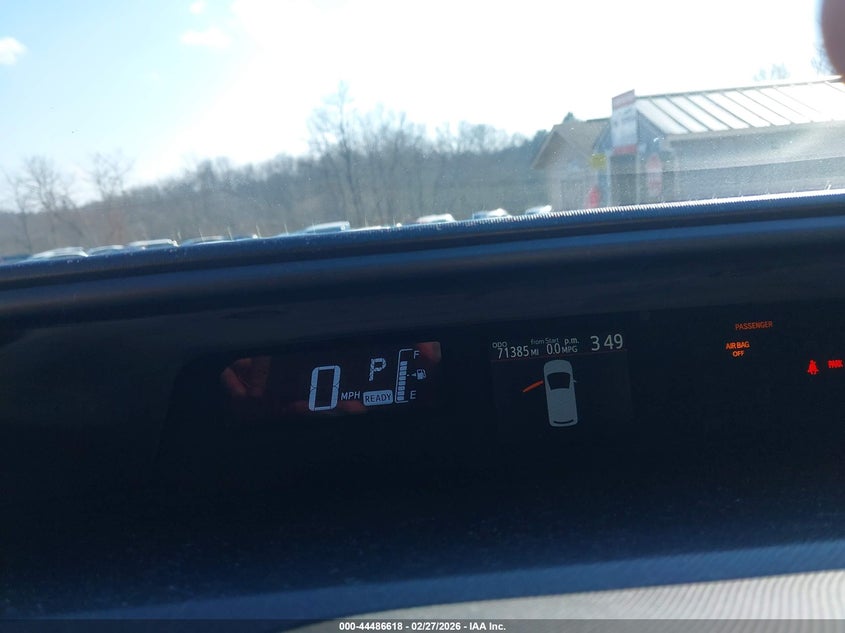 PASSENGER
AIR BAG
OFF
ODO from Start p.m.
71385 MI 0.0 MPG 3 49
F
P
0 MPH READY
E
PARK
000-44486618 - 02/27/2026 - IAA Inc.